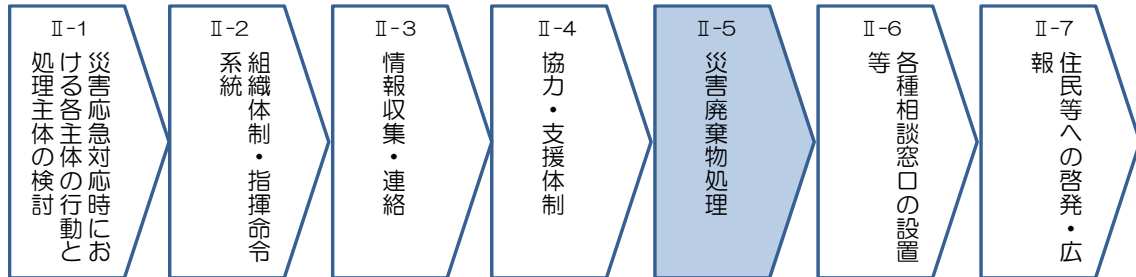 Ⅱ-1
災害応急対応時にお
ける各主体の行動と
処理主体の検討
Ⅱ-2
組織体制・指揮命令
系統
Ⅱ-3
情報収集・連絡
Ⅱ-4
協力・支援体制
Ⅱ-5
災害廃棄物処理
Ⅱ-6
各種相談窓口の設置
等
Ⅱ-7
住民等への啓発・広
報